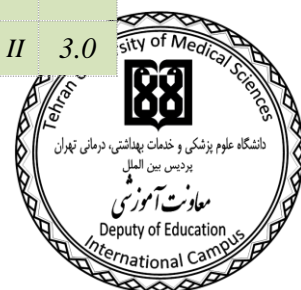 II 3.0
Tehran University of Medical Sciences
دانشگاه علوم پزشکی و خدمات بهداشتی، درمانی تهران
پردیس بین الملل
معاونت آموزشی
Deputy of Education
International Campus